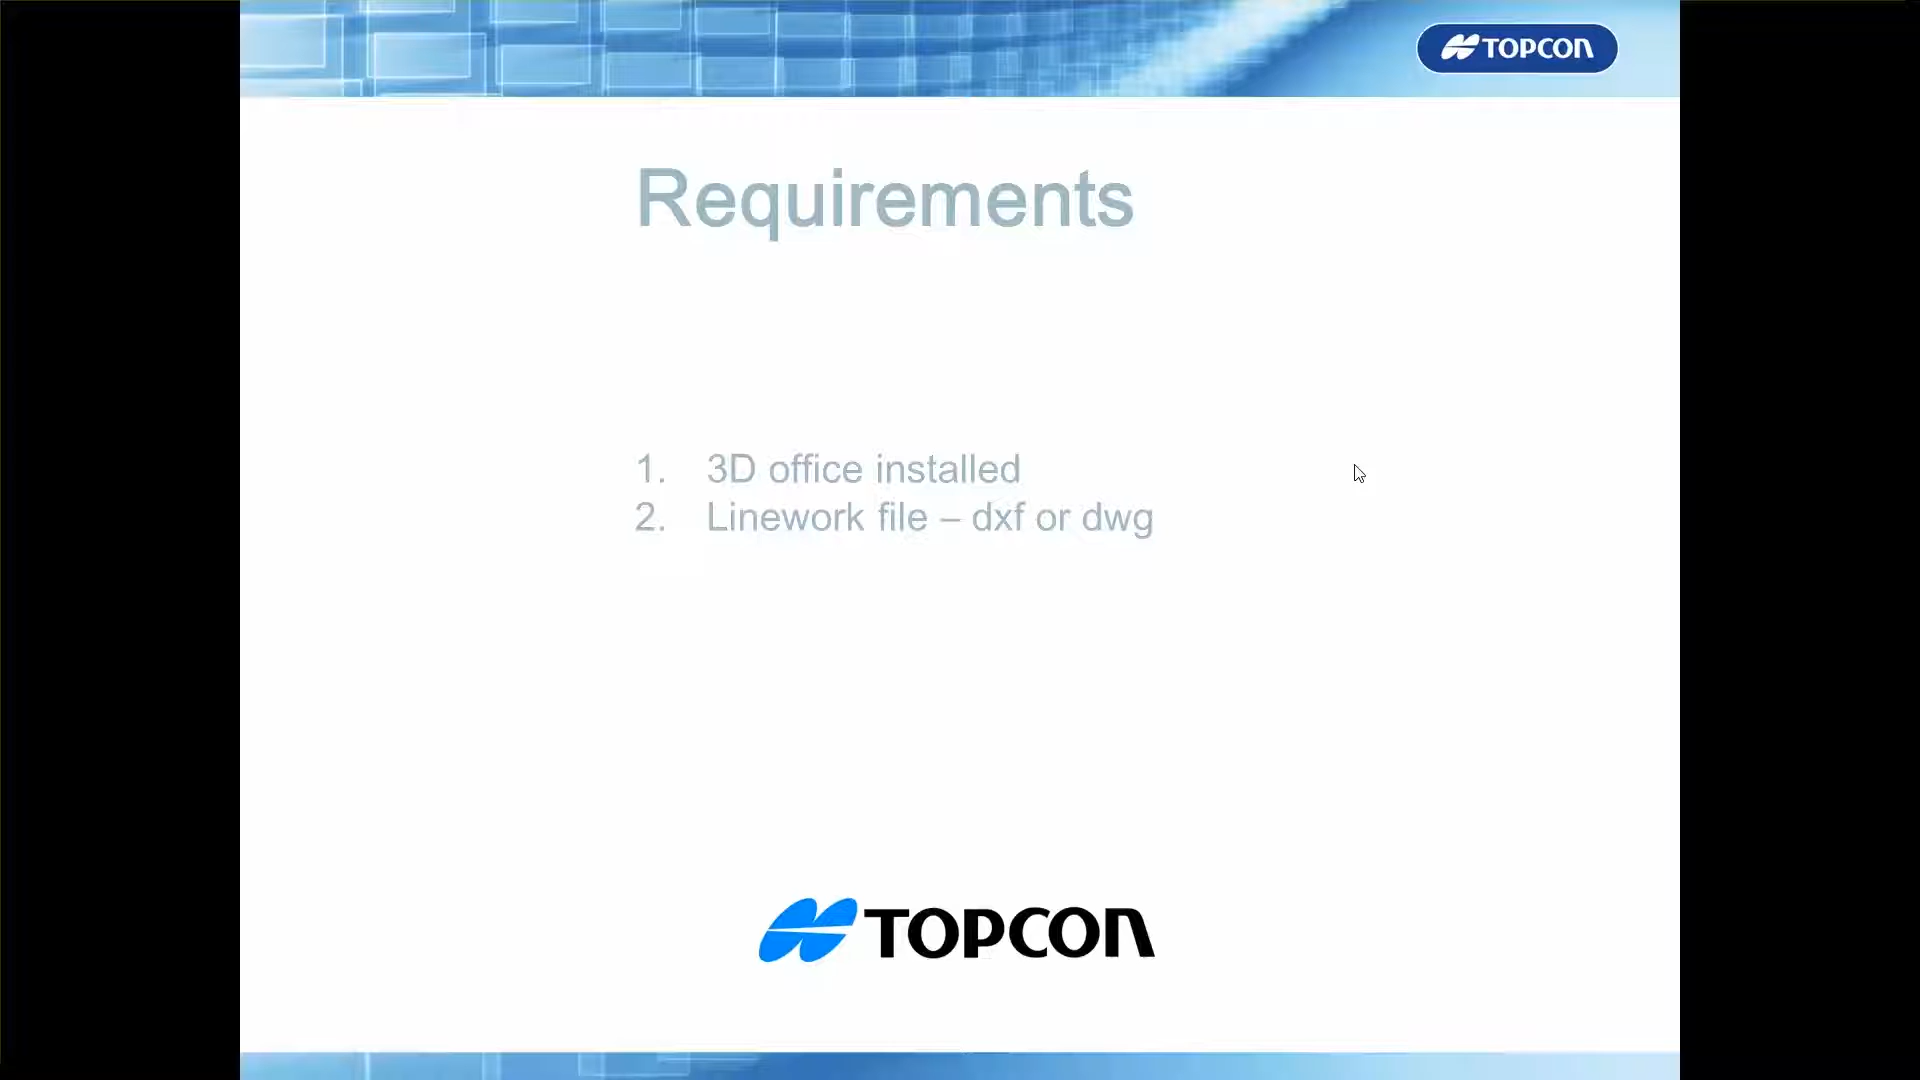 TOPCON
Requirements
1. 3D office installed
2. Linework file – dxf or dwg
TOPCON